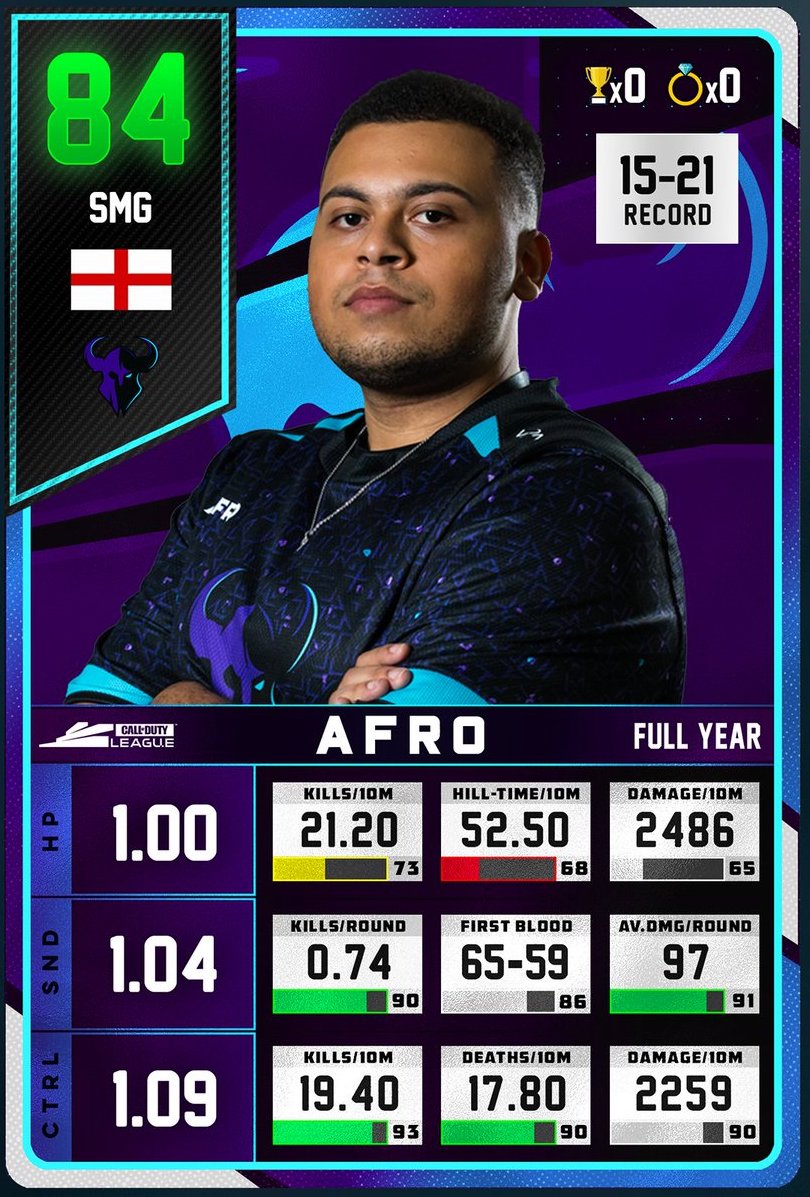 84
SMG
x0 x0
15-21
RECORD
AFR
CALL OF DUTY
LEAGUE
AFRO
FULL YEAR
HP
1.00
KILLS/10M
21.20
73
HILL-TIME/10M
52.50
68
DAMAGE/10M
2486
65
SND
1.04
KILLS/ROUND
0.74
90
FIRST BLOOD
65-59
86
AV.DMG/ROUND
97
91
CTRL
1.09
KILLS/10M
19.40
93
DEATHS/10M
17.80
90
DAMAGE/10M
2259
90